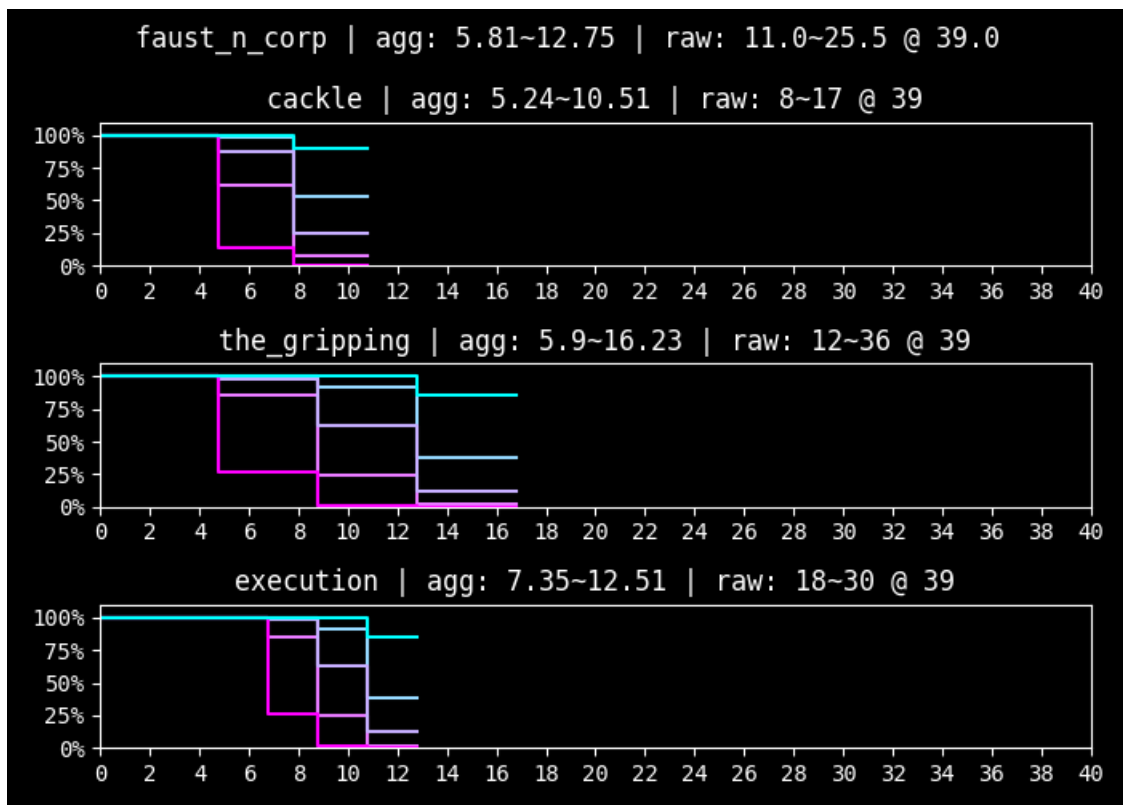 faust_n_corp | agg: 5.81~12.75 | raw: 11.0~25.5 @ 39.0
cackle | agg: 5.24~10.51 | raw: 8~17 @ 39
100%
75%
50%
25%
0%
0 2 4 6 8 10 12 14 16 18 20 22 24 26 28 30 32 34 36 38 40
the_gripping | agg: 5.9~16.23 | raw: 12~36 @ 39
100%
75%
50%
25%
0%
0 2 4 6 8 10 12 14 16 18 20 22 24 26 28 30 32 34 36 38 40
execution | agg: 7.35~12.51 | raw: 18~30 @ 39
100%
75%
50%
25%
0%
0 2 4 6 8 10 12 14 16 18 20 22 24 26 28 30 32 34 36 38 40